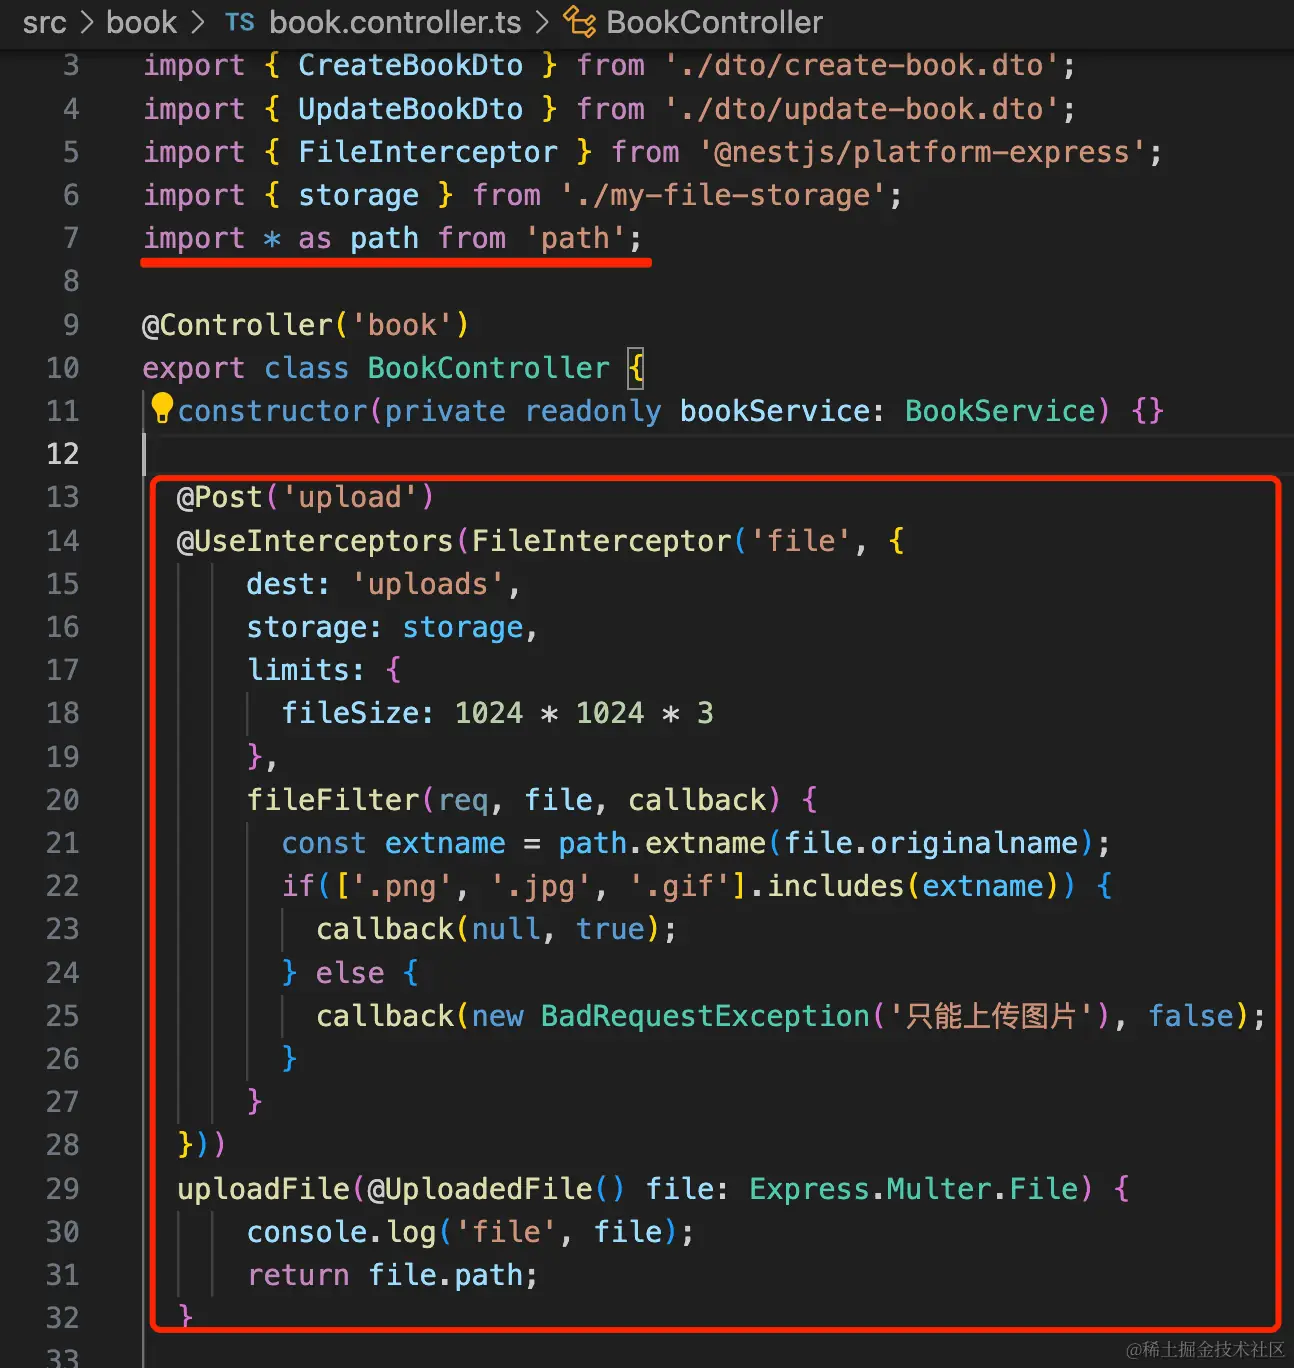 src > book > TS book.controller.ts > BookController
3 import { CreateBookDto } from './dto/create-book.dto';
4 import { UpdateBookDto } from './dto/update-book.dto';
5 import { FileInterceptor } from '@nestjs/platform-express';
6 import { storage } from './my-file-storage';
7 import * as path from 'path';
8
9 @Controller('book')
10 export class BookController {
11 constructor(private readonly bookService: BookService) {}
12
13 @Post('upload')
14 @UseInterceptors(FileInterceptor('file', {
15 dest: 'uploads',
16 storage: storage,
17 limits: {
18 fileSize: 1024 * 1024 * 3
19 },
20 fileFilter(req, file, callback) {
21 const extname = path.extname(file.originalname);
22 if(['.png', '.jpg', '.gif'].includes(extname)) {
23 callback(null, true);
24 } else {
25 callback(new BadRequestException('只能上传图片'), false);
26 }
27 }
28 }))
29 uploadFile(@UploadedFile() file: Express.Multer.File) {
30 console.log('file', file);
31 return file.path;
32 }
33
@稀土掘金技术社区